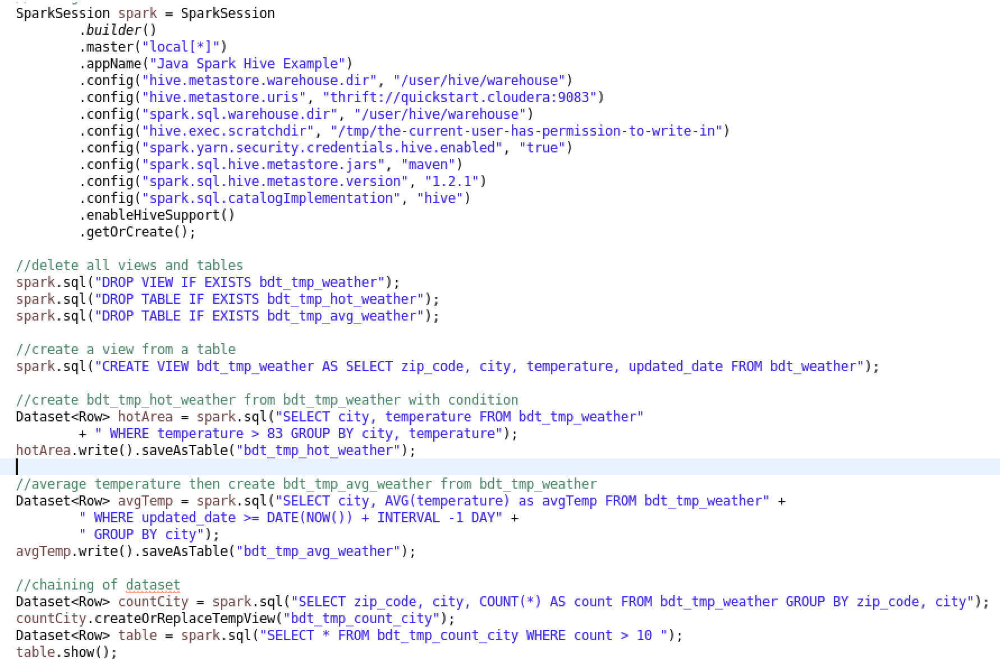 SparkSession spark = SparkSession
.builder()
.master("local[*]")
.appName("Java Spark Hive Example")
.config("hive.metastore.warehouse.dir", "/user/hive/warehouse")
.config("hive.metastore.uris", "thrift://quickstart.cloudera:9083")
.config("spark.sql.warehouse.dir", "/user/hive/warehouse")
.config("hive.exec.scratchdir", "/tmp/the-current-user-has-permission-to-write-in")
.config("spark.yarn.security.credentials.hive.enabled", "true")
.config("spark.sql.hive.metastore.jars", "maven")
.config("spark.sql.hive.metastore.version", "1.2.1")
.config("spark.sql.catalogImplementation", "hive")
.enableHiveSupport()
.getOrCreate();
//delete all views and tables
spark.sql("DROP VIEW IF EXISTS bdt_tmp_weather");
spark.sql("DROP TABLE IF EXISTS bdt_tmp_hot_weather");
spark.sql("DROP TABLE IF EXISTS bdt_tmp_avg_weather");
//create a view from a table
spark.sql("CREATE VIEW bdt_tmp_weather AS SELECT zip_code, city, temperature, updated_date FROM bdt_weather");
//create bdt_tmp_hot_weather from bdt_tmp_weather with condition
Dataset<Row> hotArea = spark.sql("SELECT city, temperature FROM bdt_tmp_weather"
+ " WHERE temperature > 83 GROUP BY city, temperature");
hotArea.write().saveAsTable("bdt_tmp_hot_weather");
//average temperature then create bdt_tmp_avg_weather from bdt_tmp_weather
Dataset<Row> avgTemp = spark.sql("SELECT city, AVG(temperature) as avgTemp FROM bdt_tmp_weather" +
" WHERE updated_date >= DATE(NOW()) + INTERVAL -1 DAY" +
" GROUP BY city");
avgTemp.write().saveAsTable("bdt_tmp_avg_weather");
//chaining of dataset
Dataset<Row> countCity = spark.sql("SELECT zip_code, city, COUNT(*) AS count FROM bdt_tmp_weather GROUP BY zip_code, city");
countCity.createOrReplaceTempView("bdt_tmp_count_city");
Dataset<Row> table = spark.sql("SELECT * FROM bdt_tmp_count_city WHERE count > 10 ");
table.show();